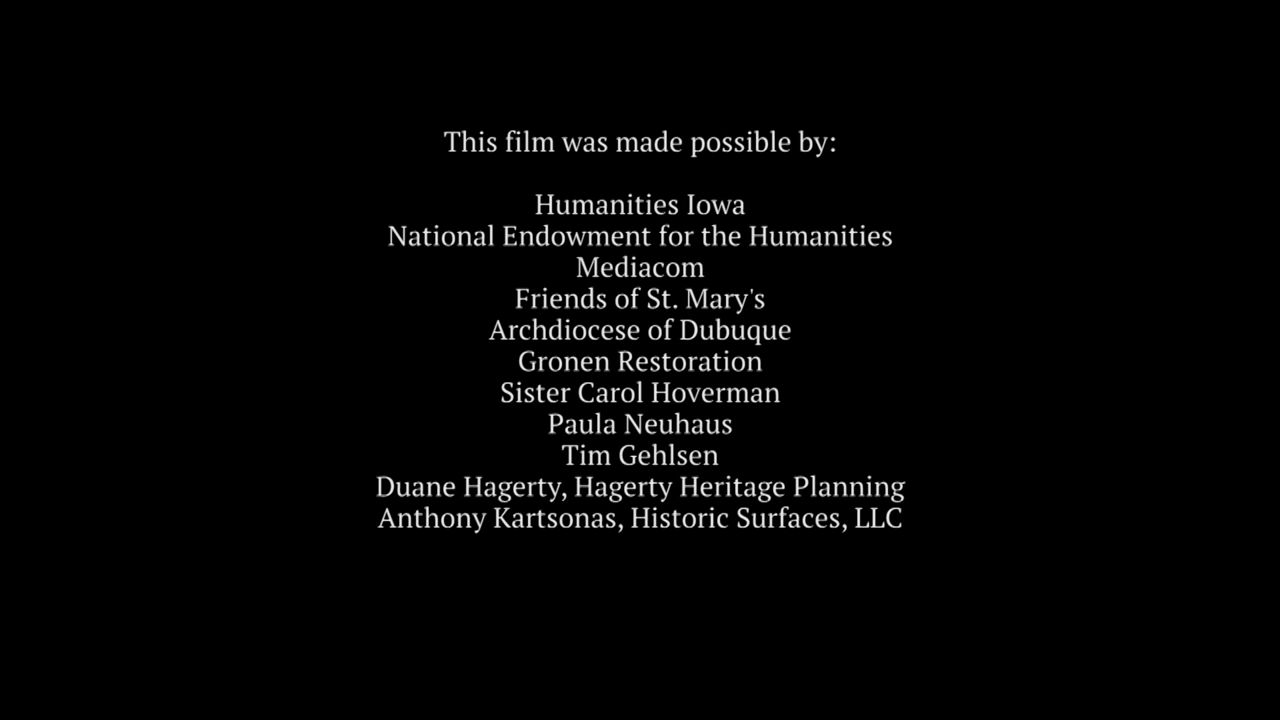 This film was made possible by:
Humanities Iowa
National Endowment for the Humanities
Mediacom
Friends of St. Mary's
Archdiocese of Dubuque
Gronen Restoration
Sister Carol Hoverman
Paula Neuhaus
Tim Gehlsen
Duane Hagerty, Hagerty Heritage Planning
Anthony Kartsonas, Historic Surfaces, LLC